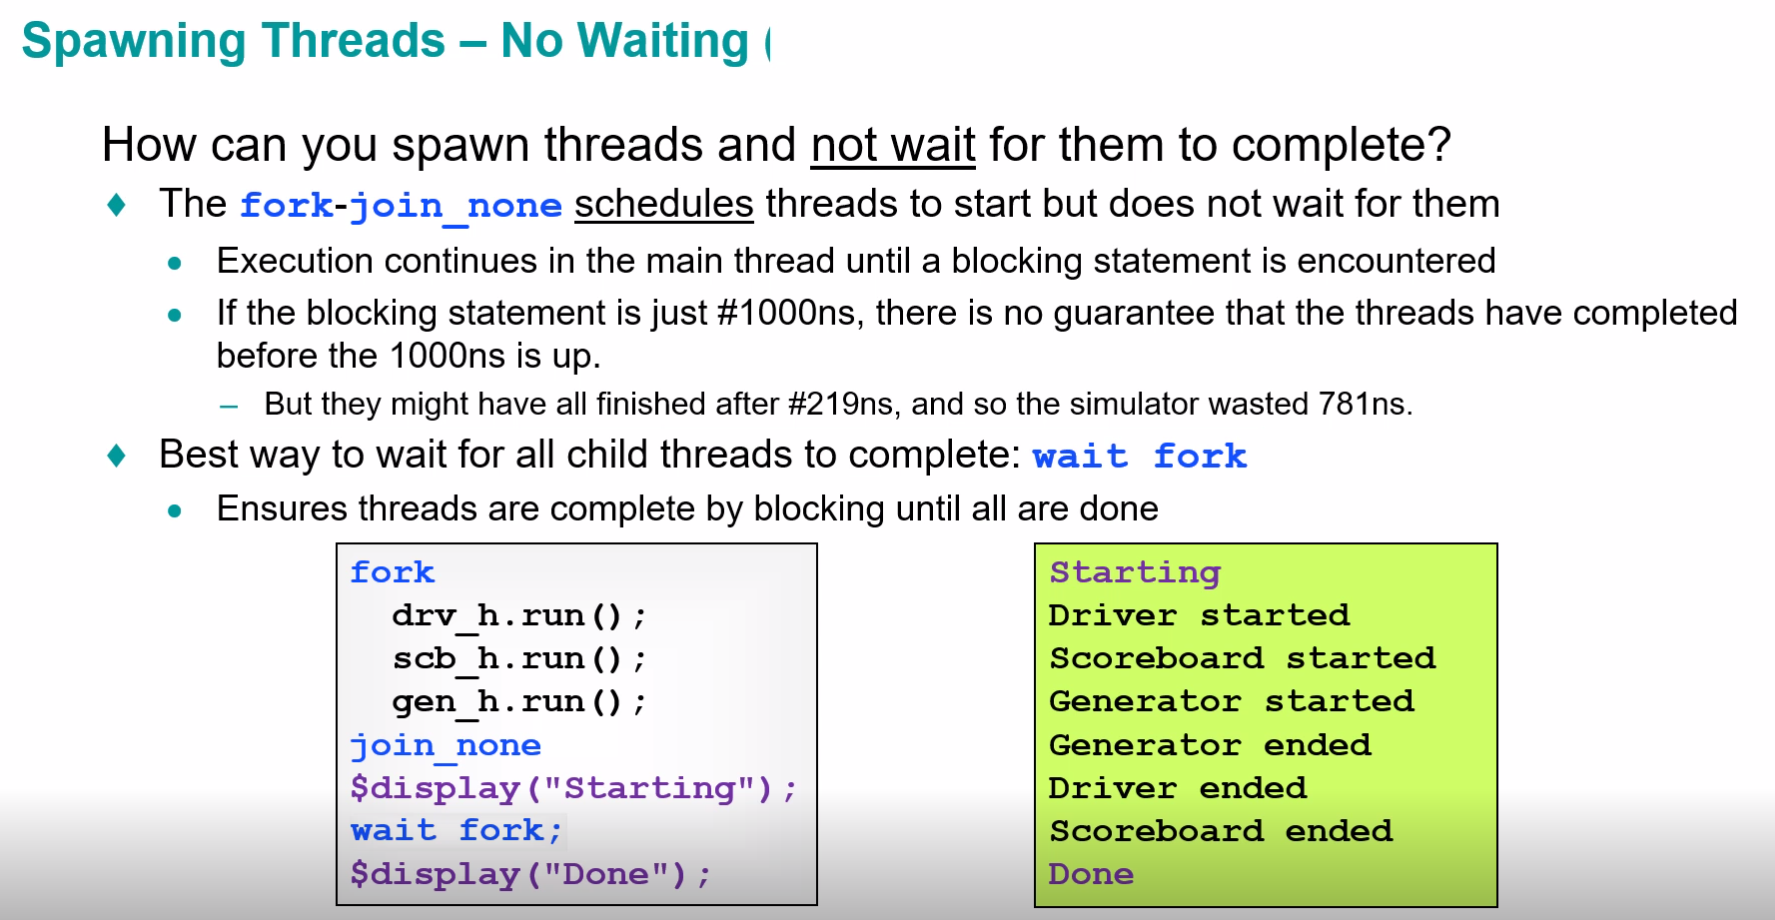 Spawning Threads – No Waiting (
How can you spawn threads and not wait for them to complete?
♦ The fork-join_none schedules threads to start but does not wait for them
• Execution continues in the main thread until a blocking statement is encountered
• If the blocking statement is just #1000ns, there is no guarantee that the threads have completed
before the 1000ns is up.
– But they might have all finished after #219ns, and so the simulator wasted 781ns.
♦ Best way to wait for all child threads to complete: wait fork
• Ensures threads are complete by blocking until all are done
fork
drv_h.run();
scb_h.run();
gen_h.run();
join_none
$display("Starting");
wait fork;
$display("Done");
Starting
Driver started
Scoreboard started
Generator started
Generator ended
Driver ended
Scoreboard ended
Done